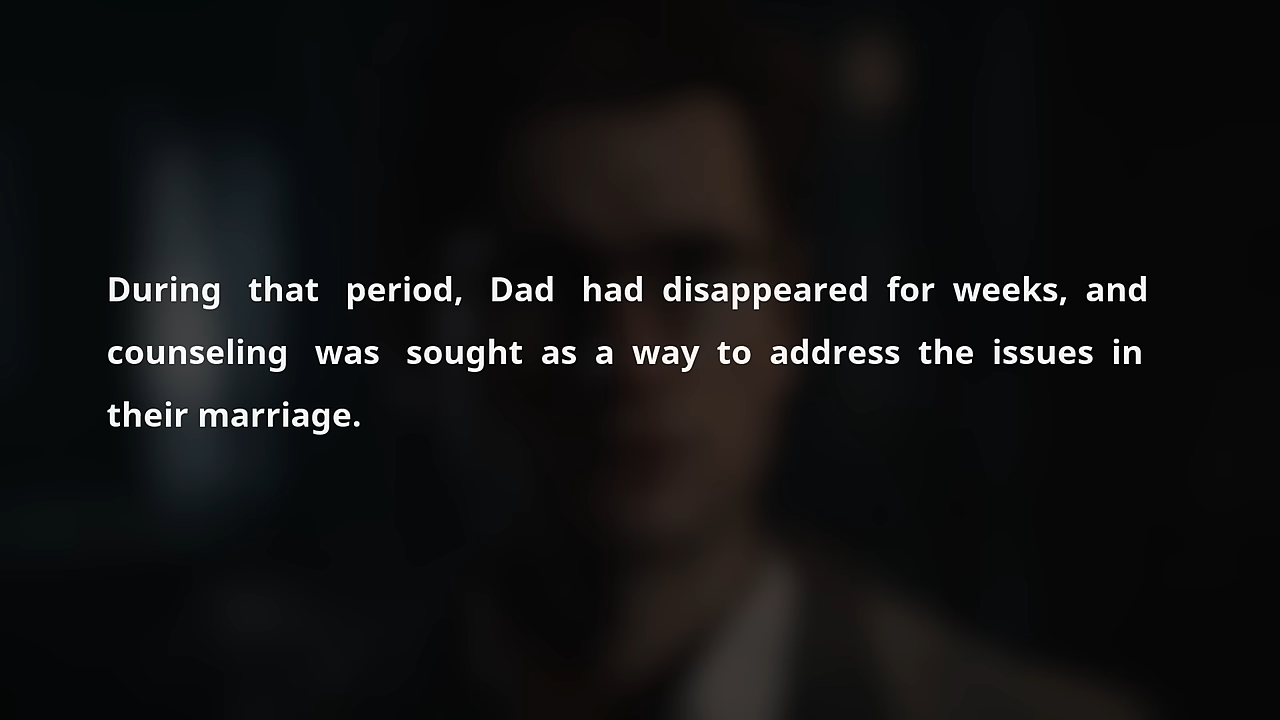 During that period, Dad had disappeared for weeks, and
counseling was sought as a way to address the issues in
their marriage.